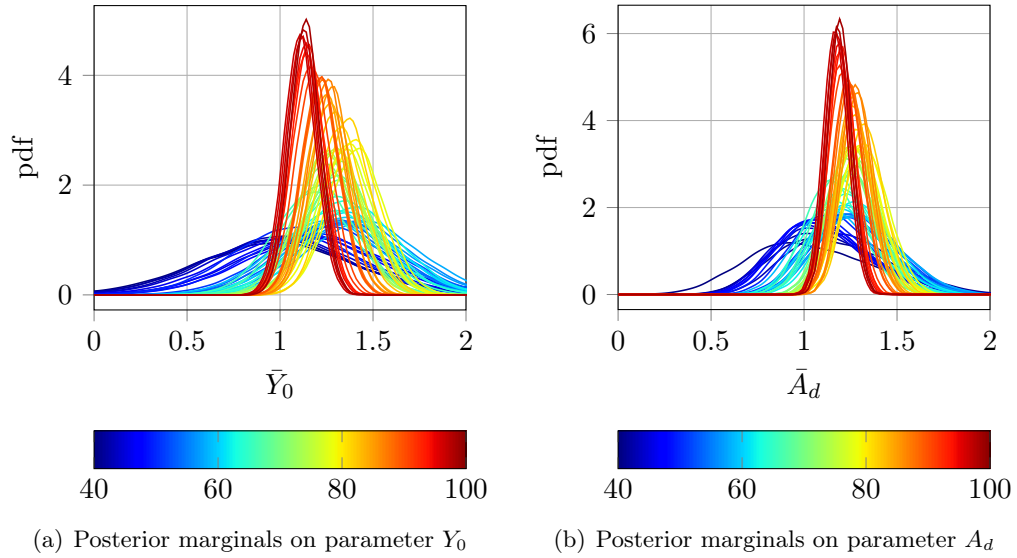 4
2
0
pdf
0 0.5 1 1.5 2
Ȳ₀
40 60 80 100
(a) Posterior marginals on parameter Y₀
6
4
2
0
pdf
0 0.5 1 1.5 2
Ā_d
40 60 80 100
(b) Posterior marginals on parameter A_d